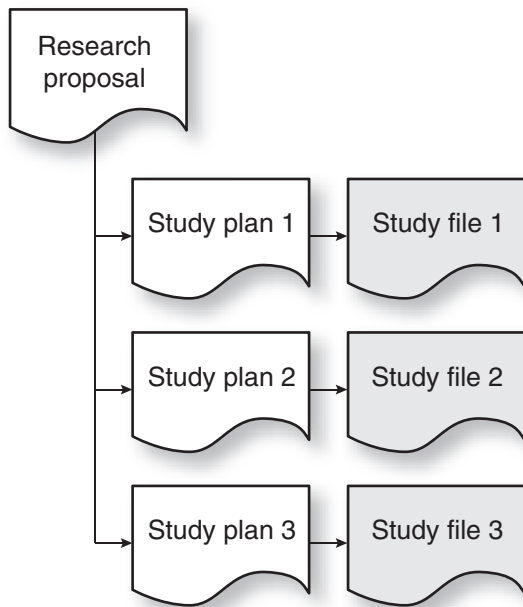 Research
proposal
Study plan 1
Study file 1
Study plan 2
Study file 2
Study plan 3
Study file 3